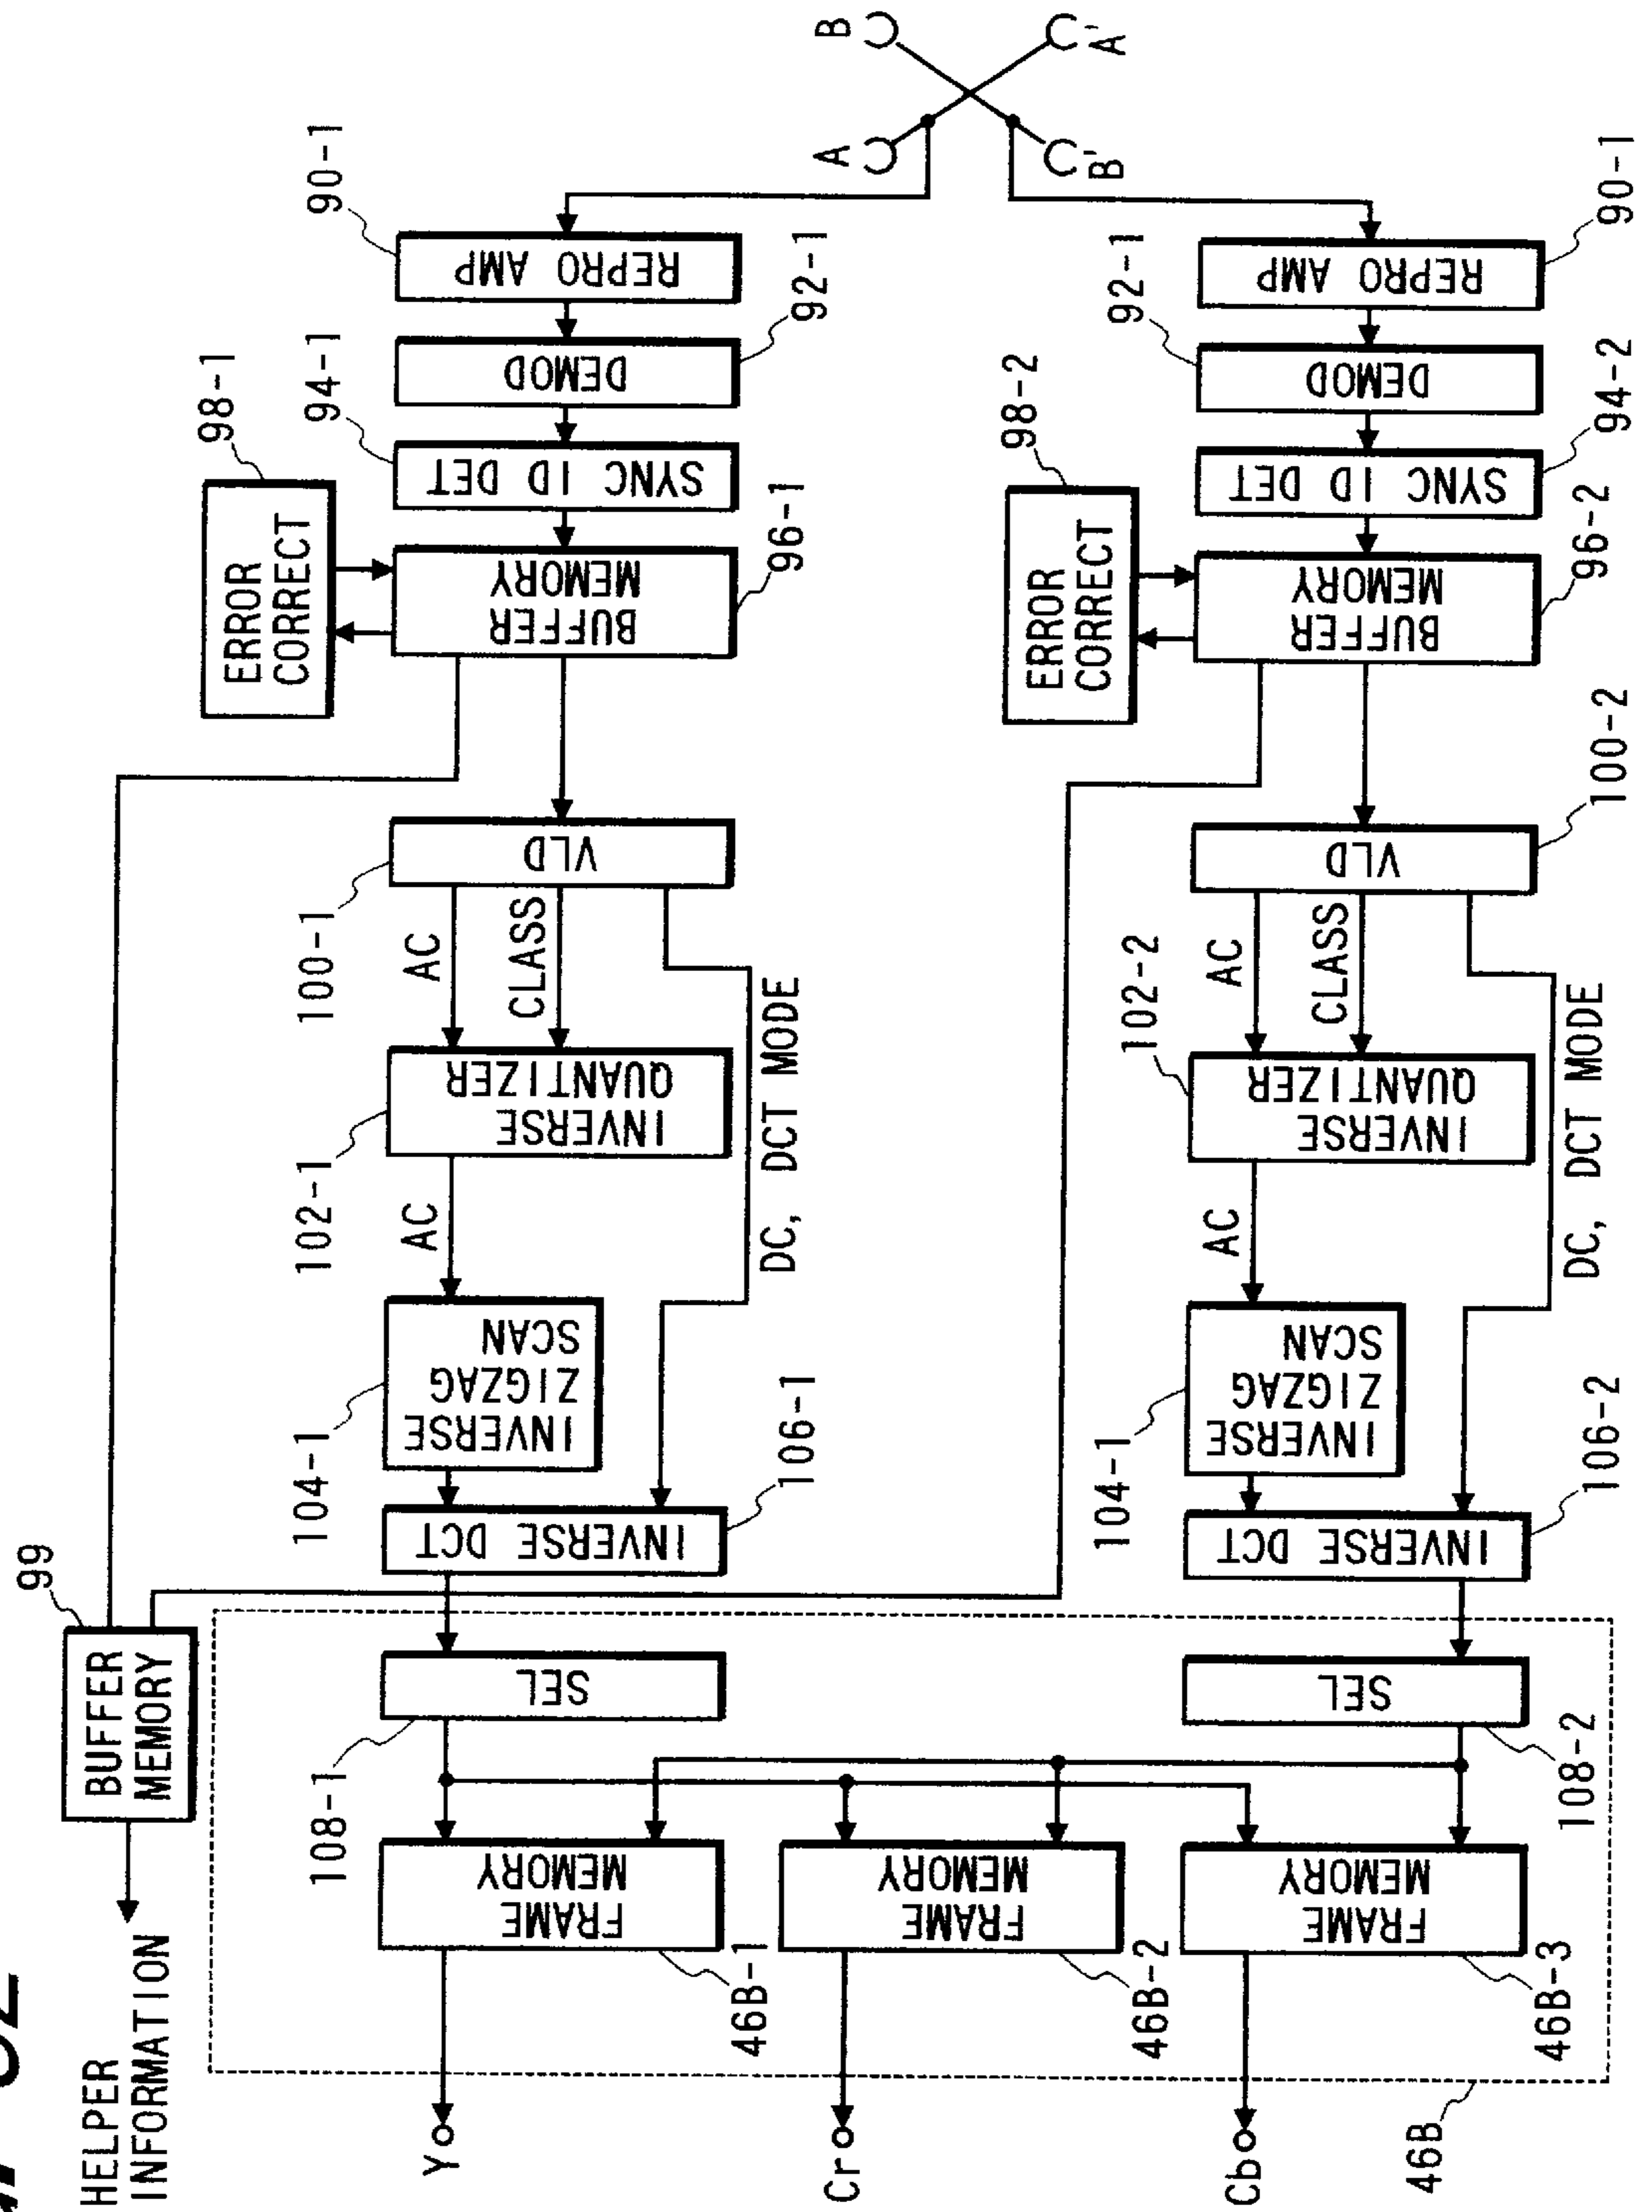 HELPER
INFORMATION
BUFFER
MEMORY
99
Y
Cr
Cb
46B
FRAME
MEMORY
46B-1
FRAME
MEMORY
46B-2
FRAME
MEMORY
46B-3
SEL
108-1
SEL
108-2
INVERSE DCT
106-1
INVERSE
ZIGZAG
SCAN
104-1
AC
INVERSE
QUANTIZER
102-1
AC
CLASS
DC, DCT MODE
VLD
100-1
BUFFER
MEMORY
96-1
ERROR
CORRECT
98-1
SYNC ID DET
94-1
DEMOD
92-1
REPRO AMP
90-1
INVERSE DCT
106-2
INVERSE
ZIGZAG
SCAN
104-1
AC
INVERSE
QUANTIZER
102-2
AC
CLASS
DC, DCT MODE
VLD
100-2
BUFFER
MEMORY
96-2
ERROR
CORRECT
98-2
SYNC ID DET
94-2
DEMOD
92-1
REPRO AMP
90-1
A
B
B'
A'